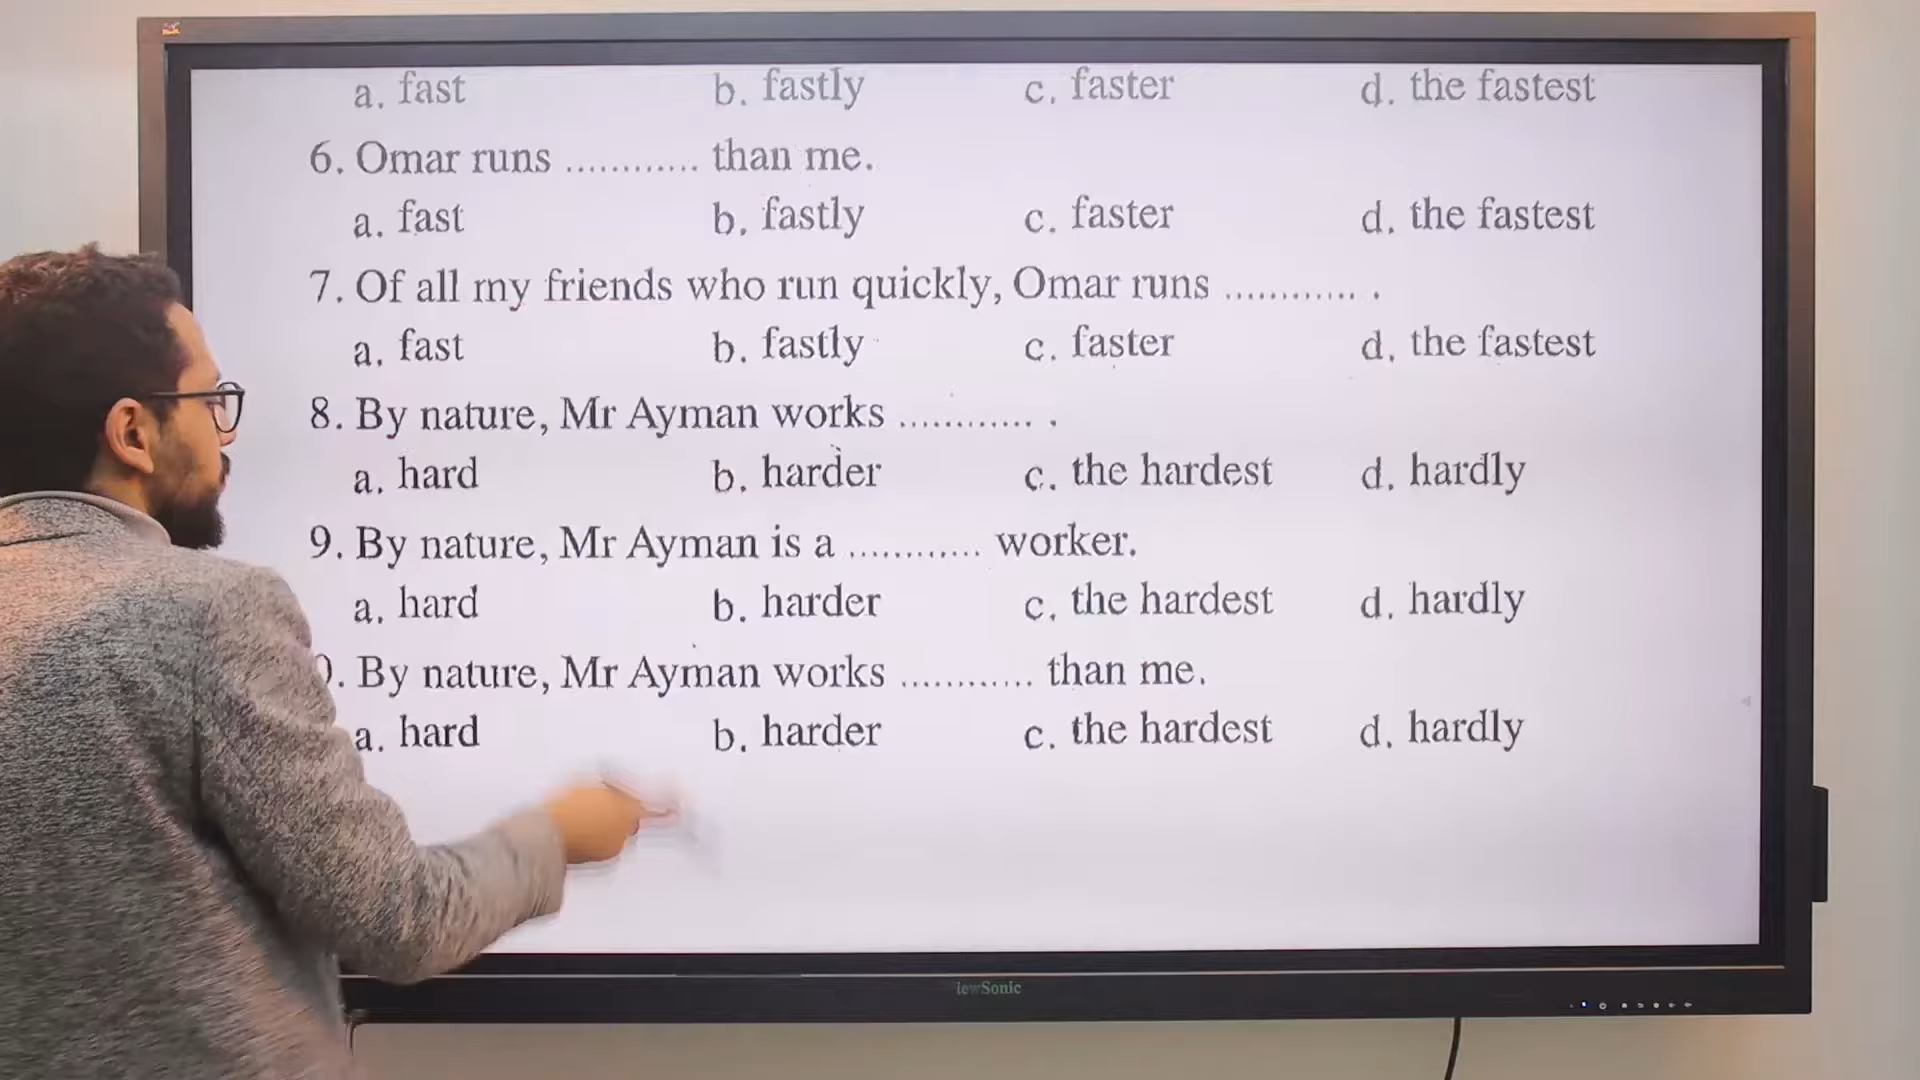 a. fast b. fastly c. faster d. the fastest
6. Omar runs ............ than me.
a. fast b. fastly c. faster d. the fastest
7. Of all my friends who run quickly, Omar runs ............ .
a. fast b. fastly c. faster d. the fastest
8. By nature, Mr Ayman works ............ .
a. hard b. harder c. the hardest d. hardly
9. By nature, Mr Ayman is a ............ worker.
a. hard b. harder c. the hardest d. hardly
. By nature, Mr Ayman works ............ than me.
a. hard b. harder c. the hardest d. hardly
iewSonic